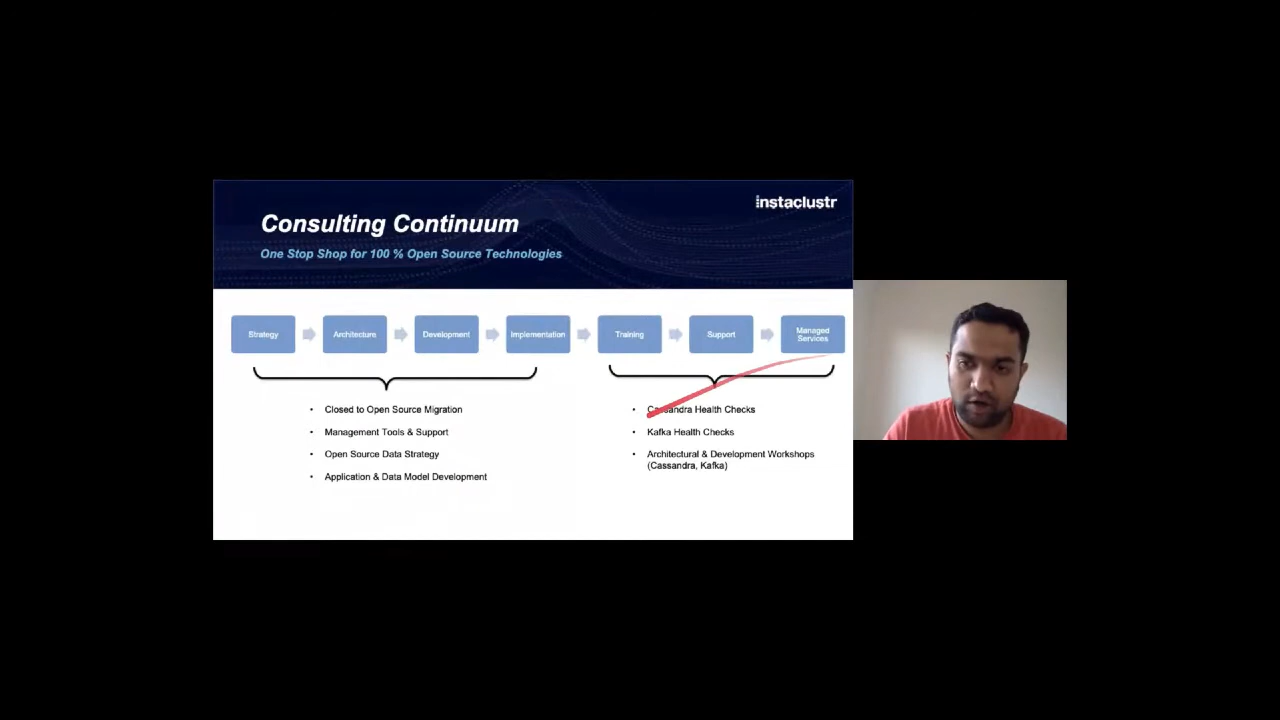 instaclustr
Consulting Continuum
One Stop Shop for 100 % Open Source Technologies
Strategy
Architecture
Development
Implementation
Training
Support
Managed
Services
• Closed to Open Source Migration
• Management Tools & Support
• Open Source Data Strategy
• Application & Data Model Development
• Cassandra Health Checks
• Kafka Health Checks
• Architectural & Development Workshops
(Cassandra, Kafka)